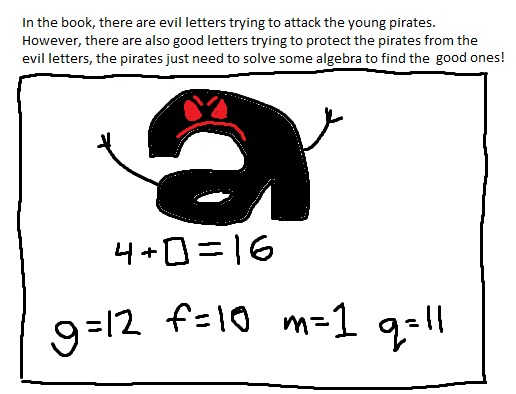 In the book, there are evil letters trying to attack the young pirates.
However, there are also good letters trying to protect the pirates from the
evil letters, the pirates just need to solve some algebra to find the good ones!
a
4+□=16
g=12 f=10 m=1 q=11